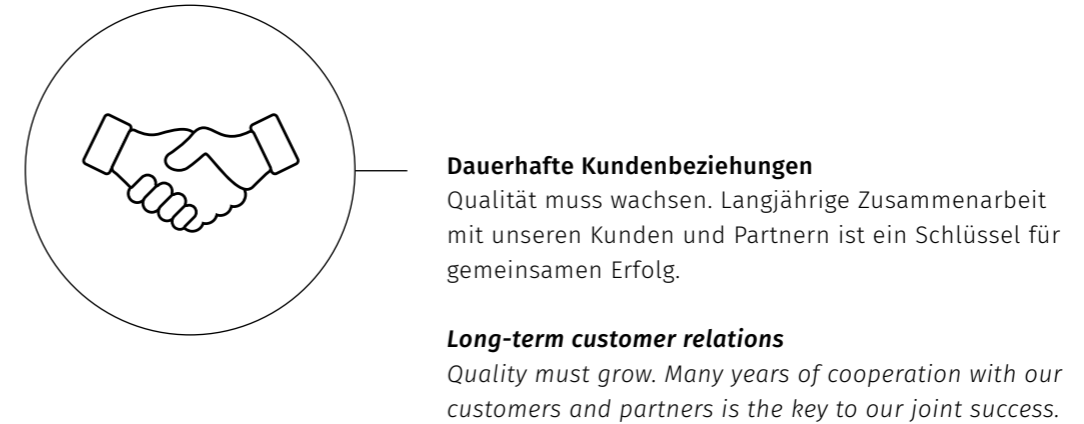 Dauerhafte Kundenbeziehungen
Qualität muss wachsen. Langjährige Zusammenarbeit
mit unseren Kunden und Partnern ist ein Schlüssel für
gemeinsamen Erfolg.
Long-term customer relations
Quality must grow. Many years of cooperation with our
customers and partners is the key to our joint success.